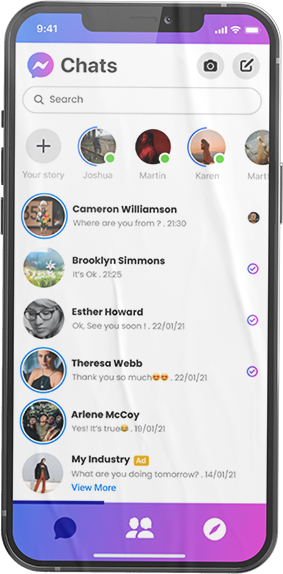 9:41
Chats
Search
Your story
Joshua
Martin
Karen
Cameron Williamson
Where are you from ? . 21:30
Brooklyn Simmons
It's Ok . 21:25
Esther Howard
Ok, See you soon ! . 22/01/21
Theresa Webb
Thank you so much😍😍 . 22/01/21
Arlene McCoy
Yes! It's true😂 . 19/01/21
My Industry Ad
What are you doing tomorrow? . 14/01/21
View More